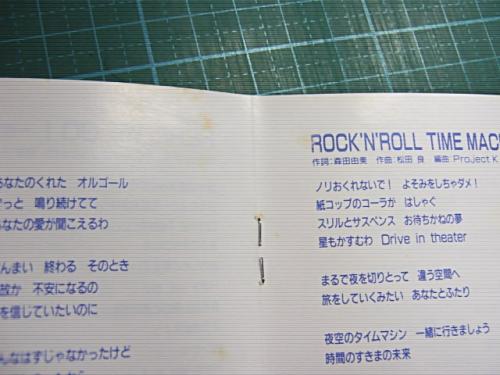 あなたのくれた オルゴール
ずっと 鳴り続けてて
あなたの愛が聞こえるわ
ぜんまい 終わる そのとき
故か 不安になるの
を信じていたいのに
んなはずじゃなかったけど
ROCK'N'ROLL TIME MAC
作詞:森田由美 作曲:松田 良 編曲:Project.K
ノリおくれないで! よそみをしちゃダメ!
紙コップのコーラが はしゃぐ
スリルとサスペンス お待ちかねの夢
星もかすむわ Drive in theater
まるで夜を切りとって 違う空間へ
旅をしていくみたい あなたとふたり
夜空のタイムマシン 一緒に行きましょう
時間のすきまの未来